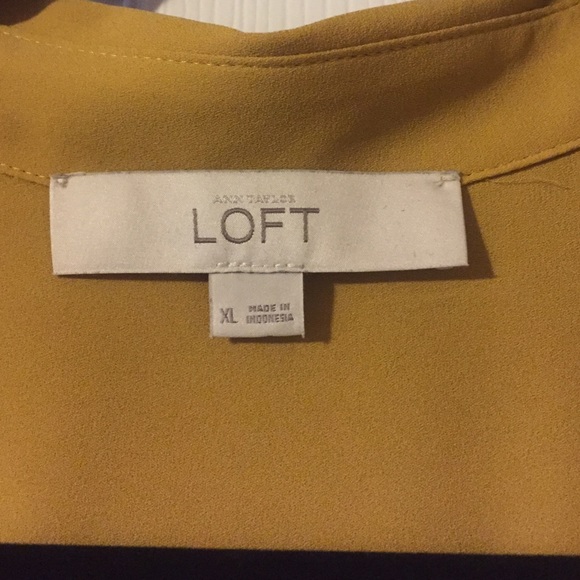 ANN TAYLOR
LOFT
XL
MADE IN
INDONESIA